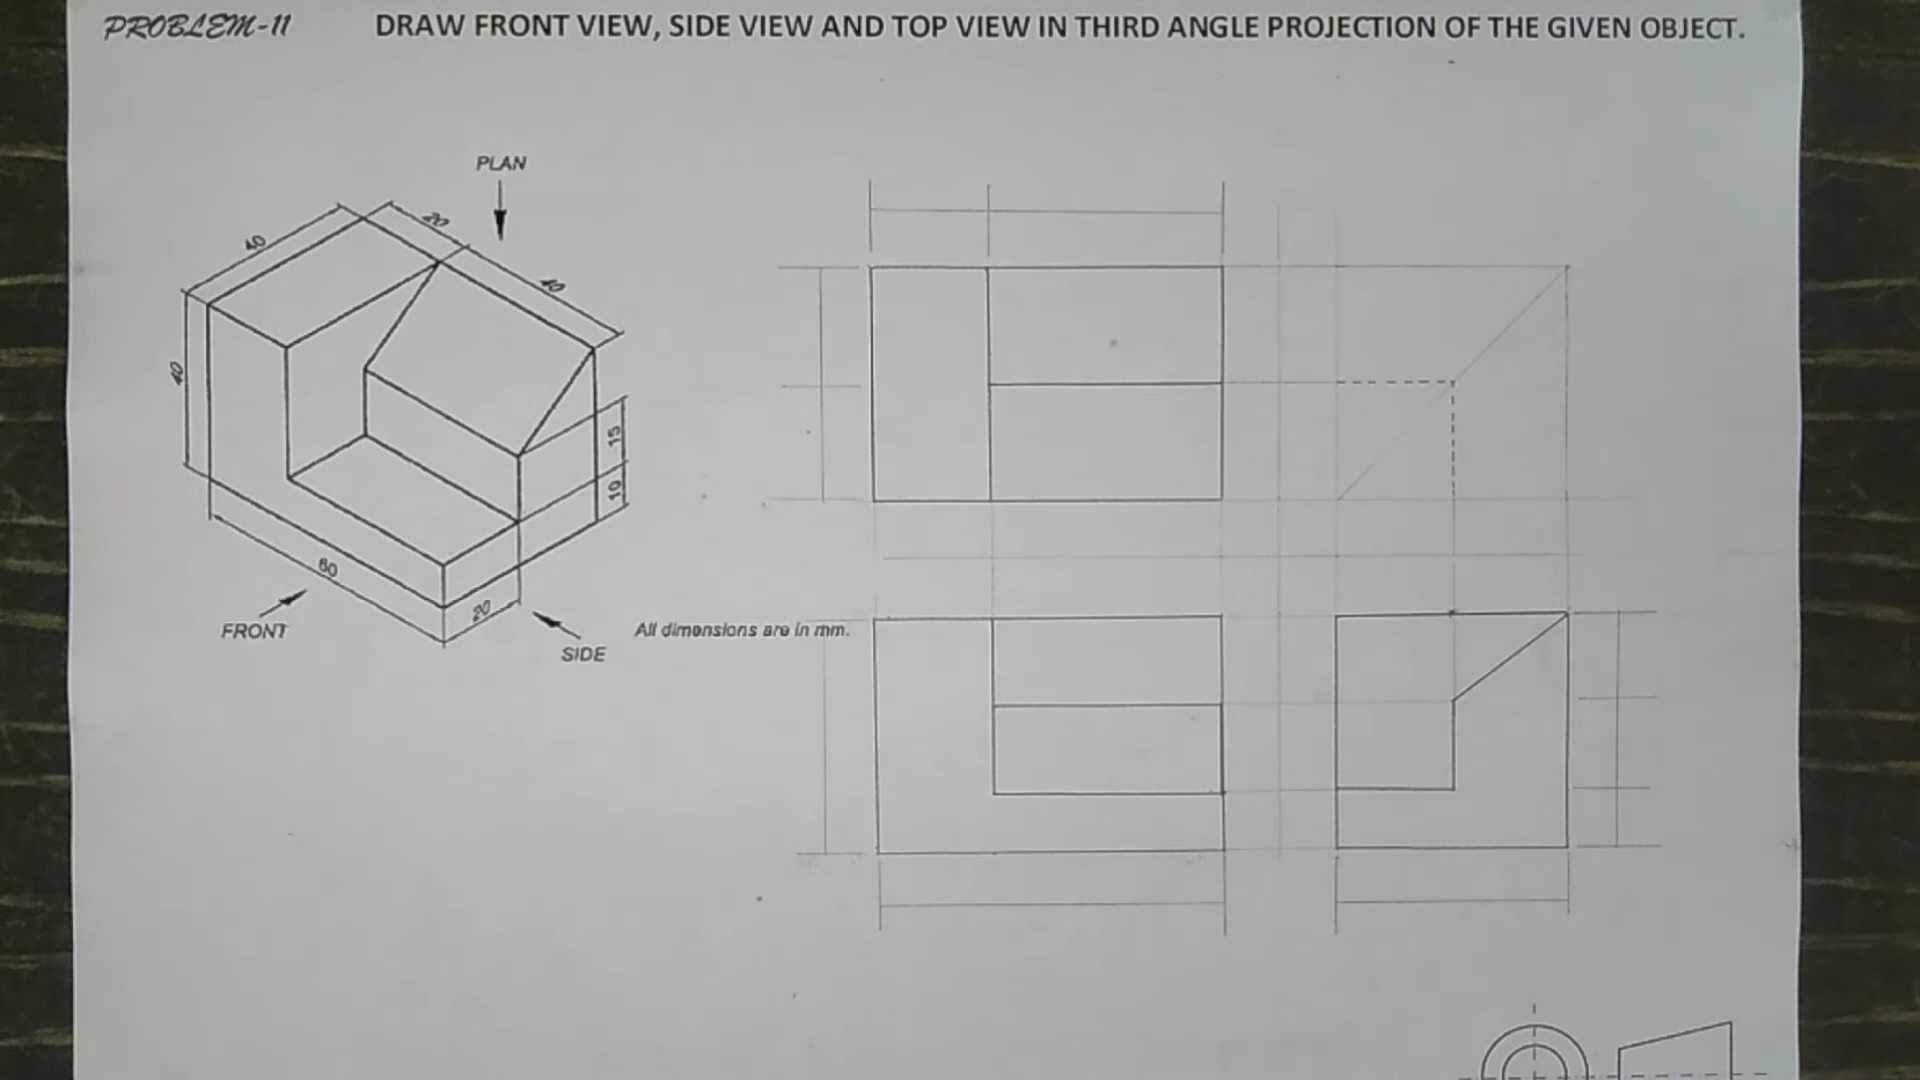 PROBLEM-11 DRAW FRONT VIEW, SIDE VIEW AND TOP VIEW IN THIRD ANGLE PROJECTION OF THE GIVEN OBJECT.
PLAN
20
40
40
40
15
10
60
20
FRONT
All dimensions are in mm.
SIDE